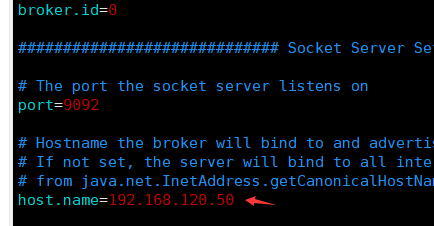 broker.id=0
############################ Socket Server Se
# The port the socket server listens on
port=9092
# Hostname the broker will bind to and advertis
# If not set, the server will bind to all inte
# from java.net.InetAddress.getCanonicalHostNa
host.name=192.168.120.50